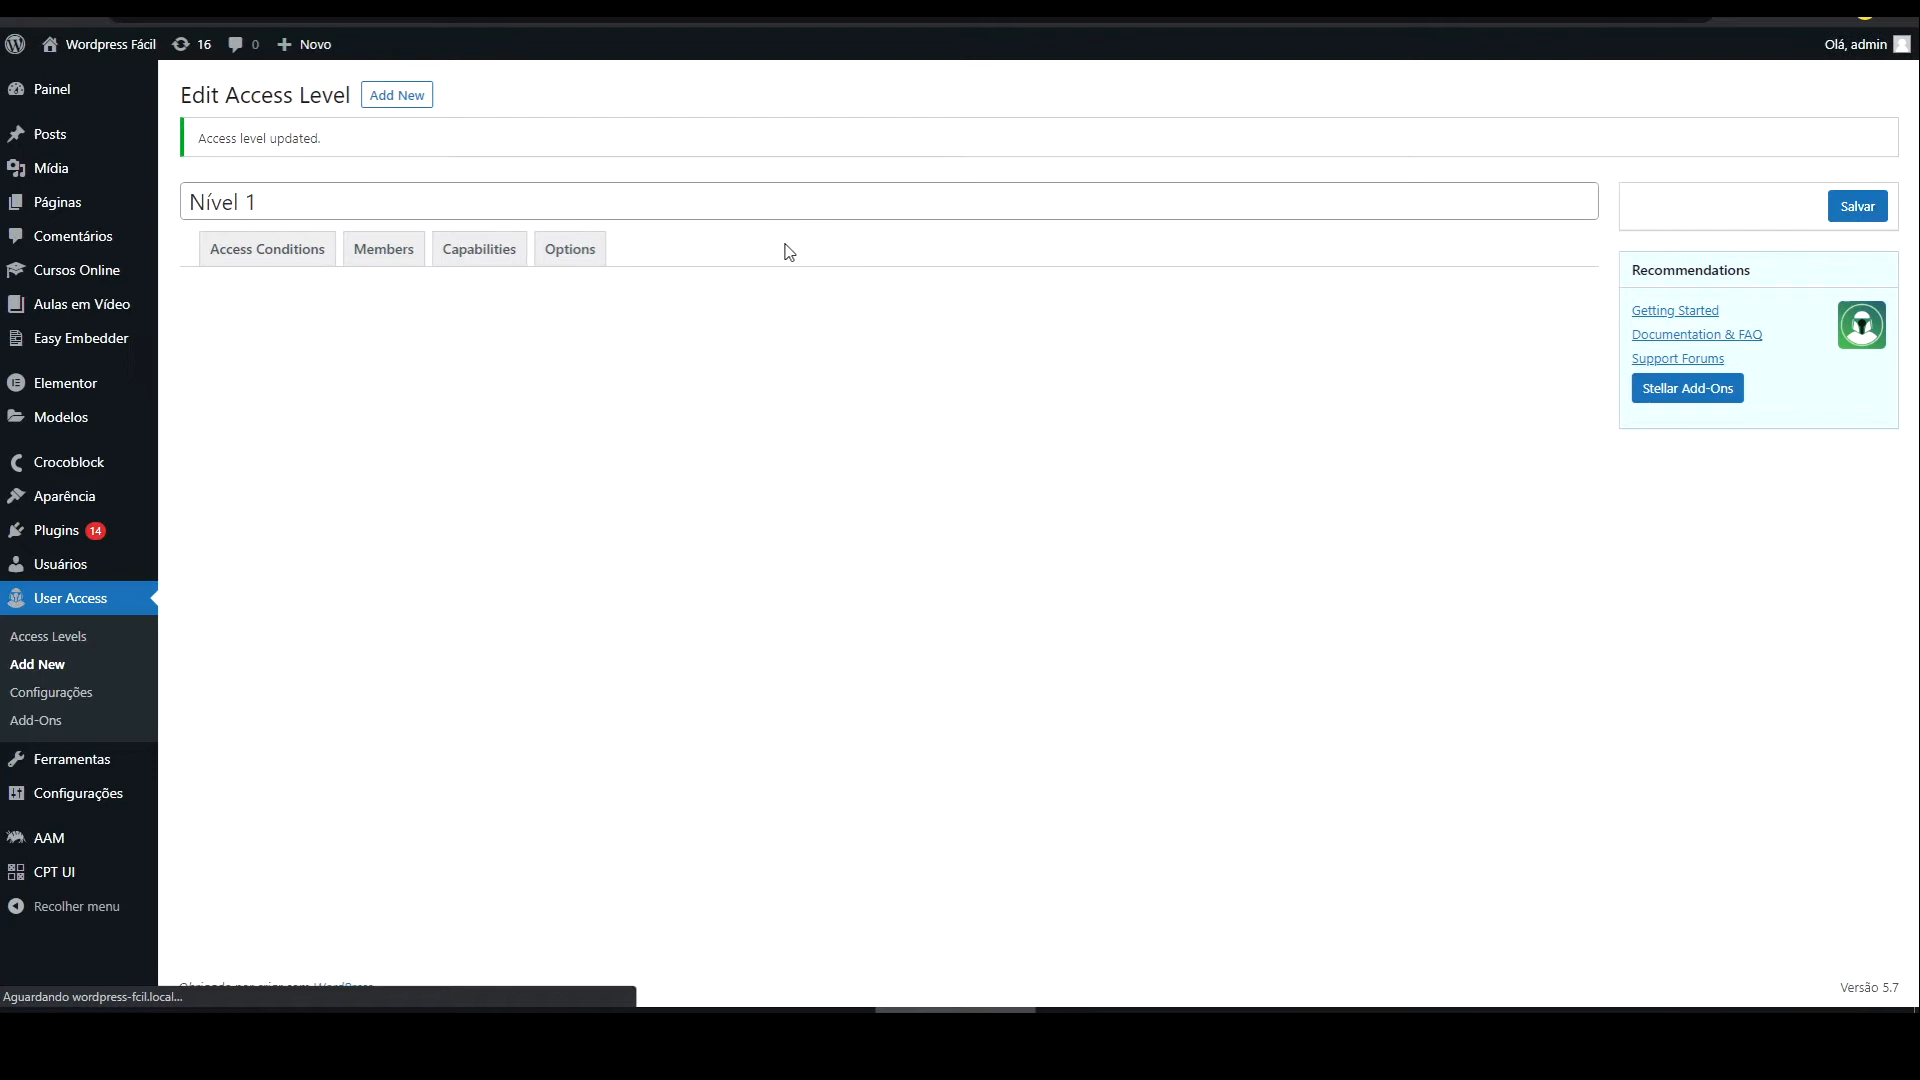 Wordpress Fácil 16 0 Novo Olá, admin
Painel
Posts
Mídia
Páginas
Comentários
Cursos Online
Aulas em Vídeo
Easy Embedder
Elementor
Modelos
Crocoblock
Aparência
Plugins 14
Usuários
User Access
Access Levels
Add New
Configurações
Add-Ons
Ferramentas
Configurações
AAM
CPT UI
Recolher menu
Edit Access Level Add New
Access level updated.
Nível 1
Access Conditions Members Capabilities Options
Salvar
Recommendations
Getting Started
Documentation & FAQ
Support Forums
Stellar Add-Ons
Versão 5.7
Aguardando wordpress-fcil.local...